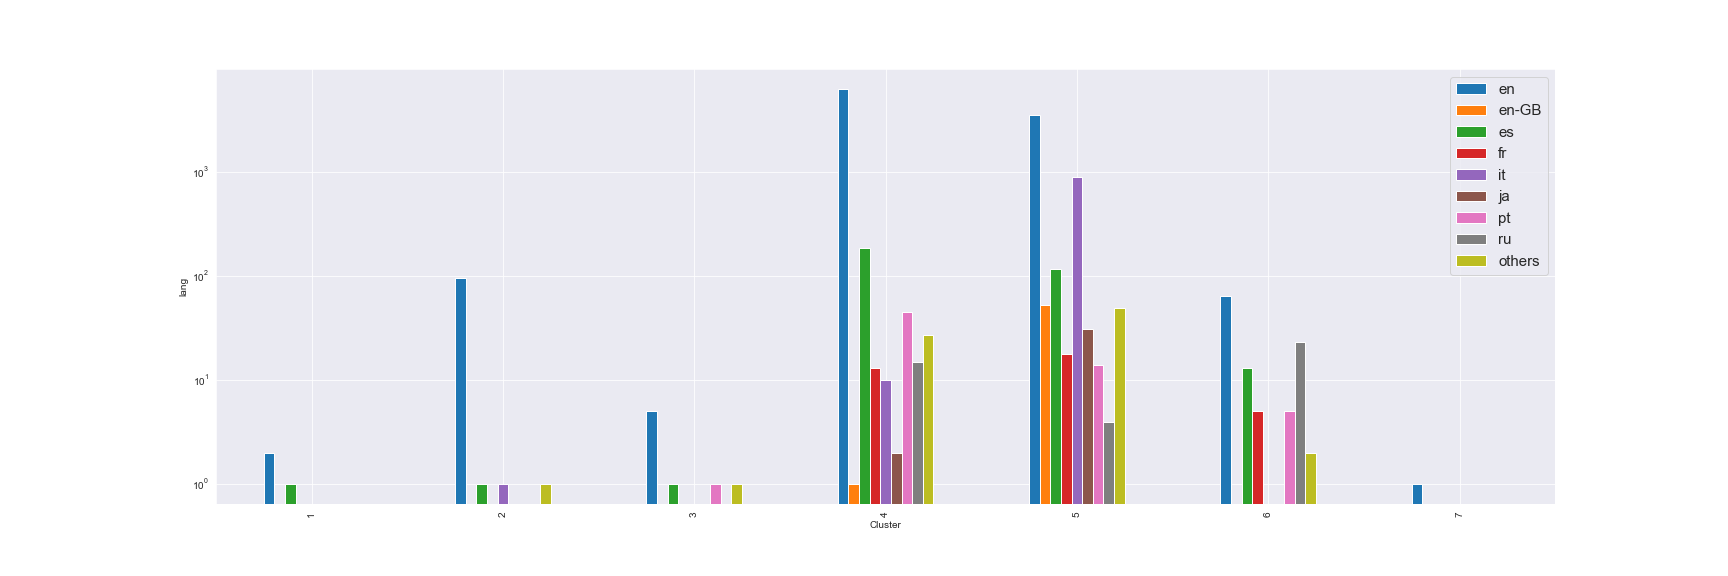 en
en-GB
es
fr
it
ja
pt
ru
others
10³
10²
10¹
10⁰
lang
1
2
3
4
5
6
7
Cluster